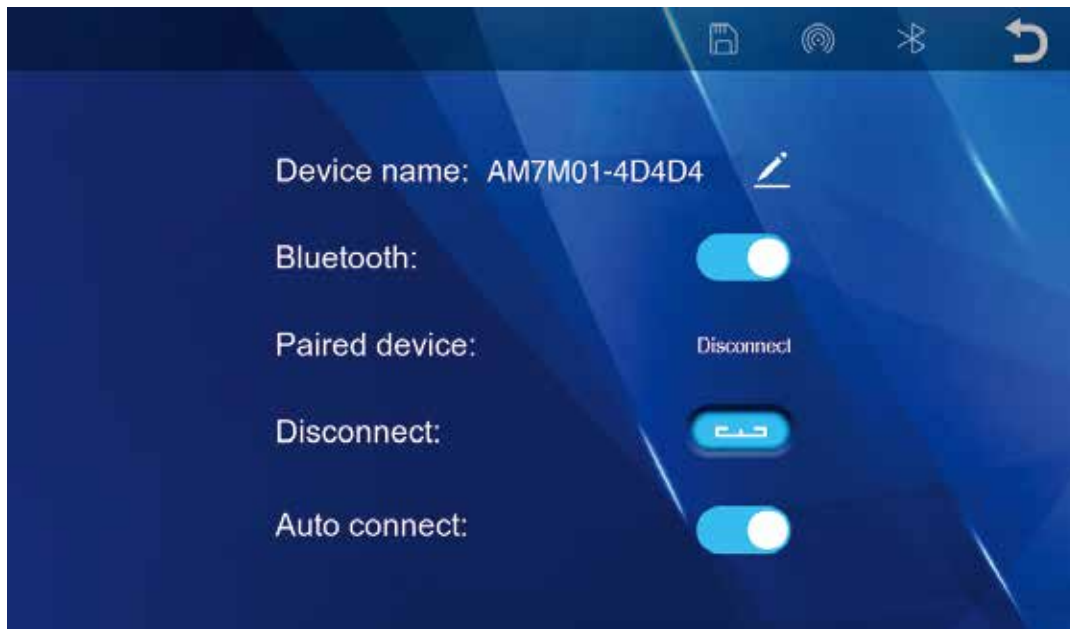 Device name: AM7M01-4D4D4
Bluetooth:
Paired device: Disconnect
Disconnect:
Auto connect: